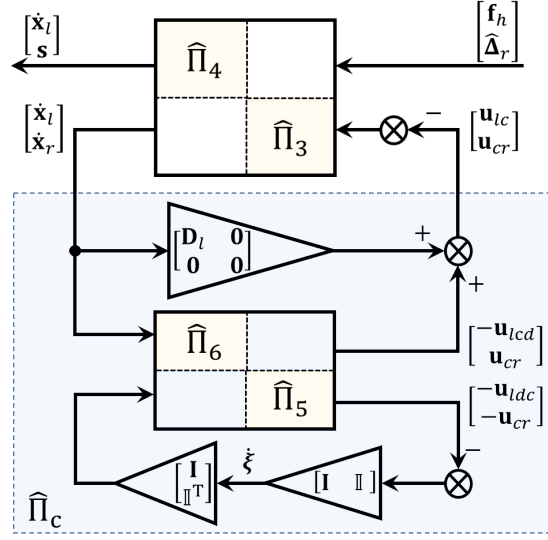 [ẋ_l [f_h
s] Π̂_4 Δ̂_r]
[ẋ_l − [u_lc
ẋ_r] Π̂_3 u_cr]
[D_l 0 +
0 0] +
Π̂_6 [−u_lcd
u_cr]
Π̂_5 [−u_ldc
−u_cr]
−
[I ξ̇ [I 𝕀]
𝕀^T]
Π̂_c